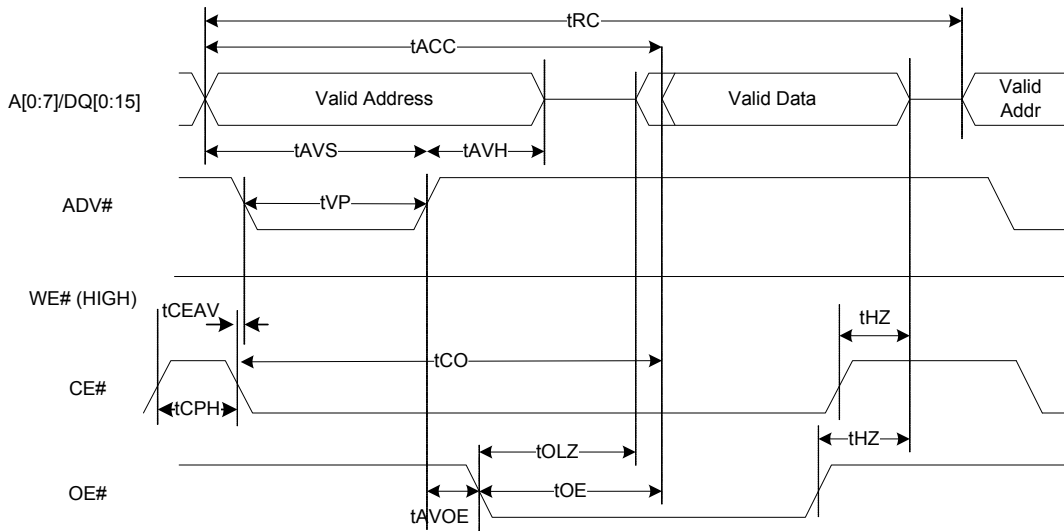 tRC
tACC
A[0:7]/DQ[0:15]
Valid Address
Valid Data
Valid
Addr
tAVS
tAVH
ADV#
tVP
WE# (HIGH)
tCEAV
tHZ
tCO
CE#
tCPH
tHZ
tOLZ
OE#
tOE
tAVOE